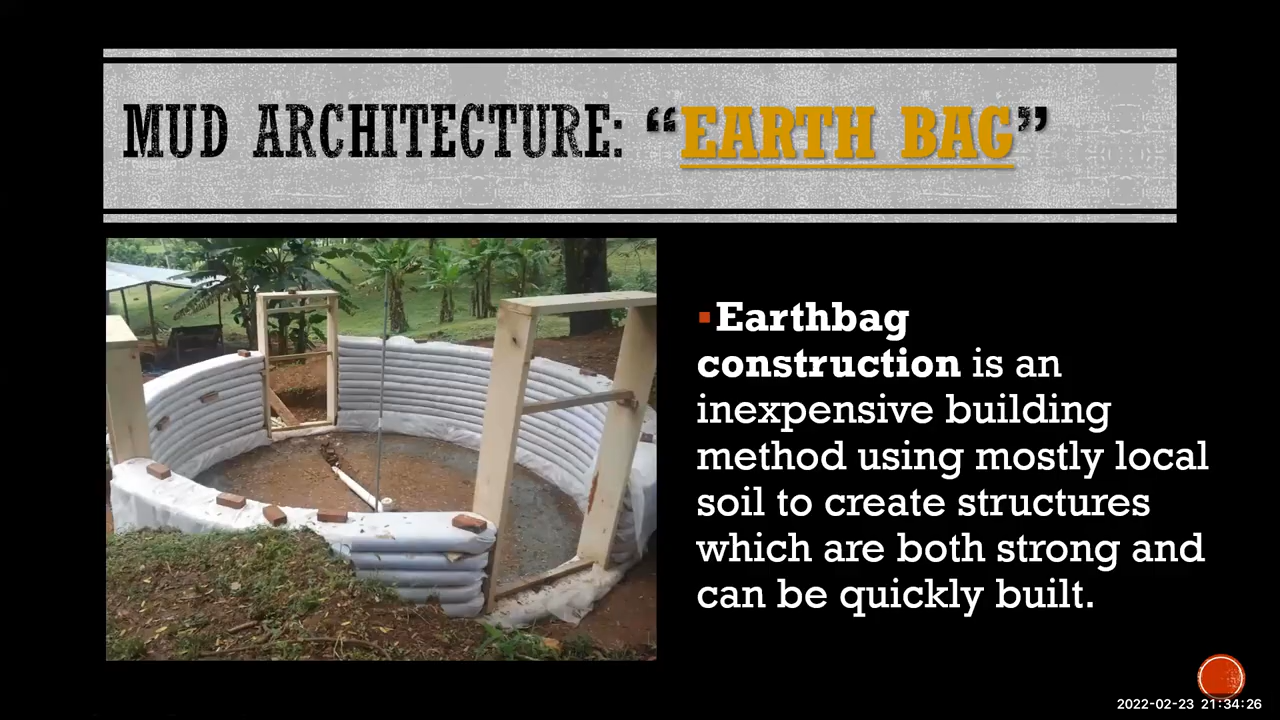 MUD ARCHITECTURE: “EARTH BAG”
▪Earthbag
construction is an
inexpensive building
method using mostly local
soil to create structures
which are both strong and
can be quickly built.
2022-02-23 21:34:26